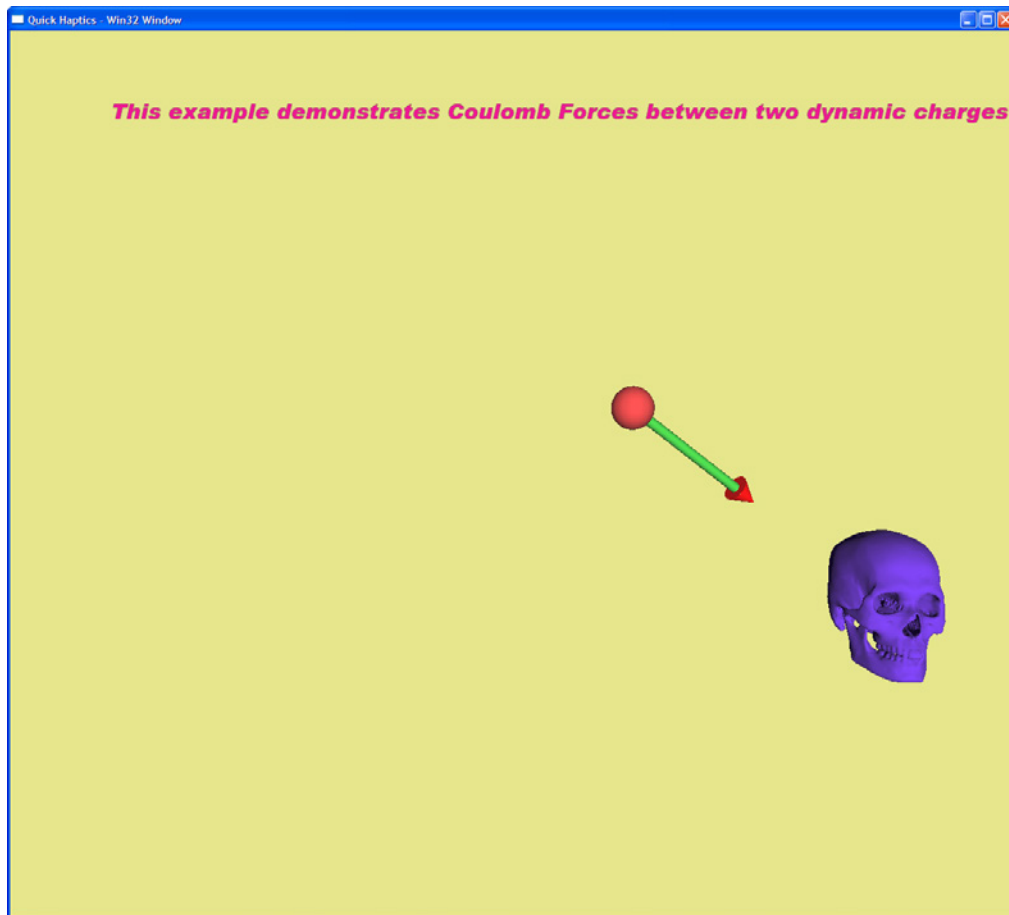 Quick Haptics - Win32 Window
This example demonstrates Coulomb Forces between two dynamic charges